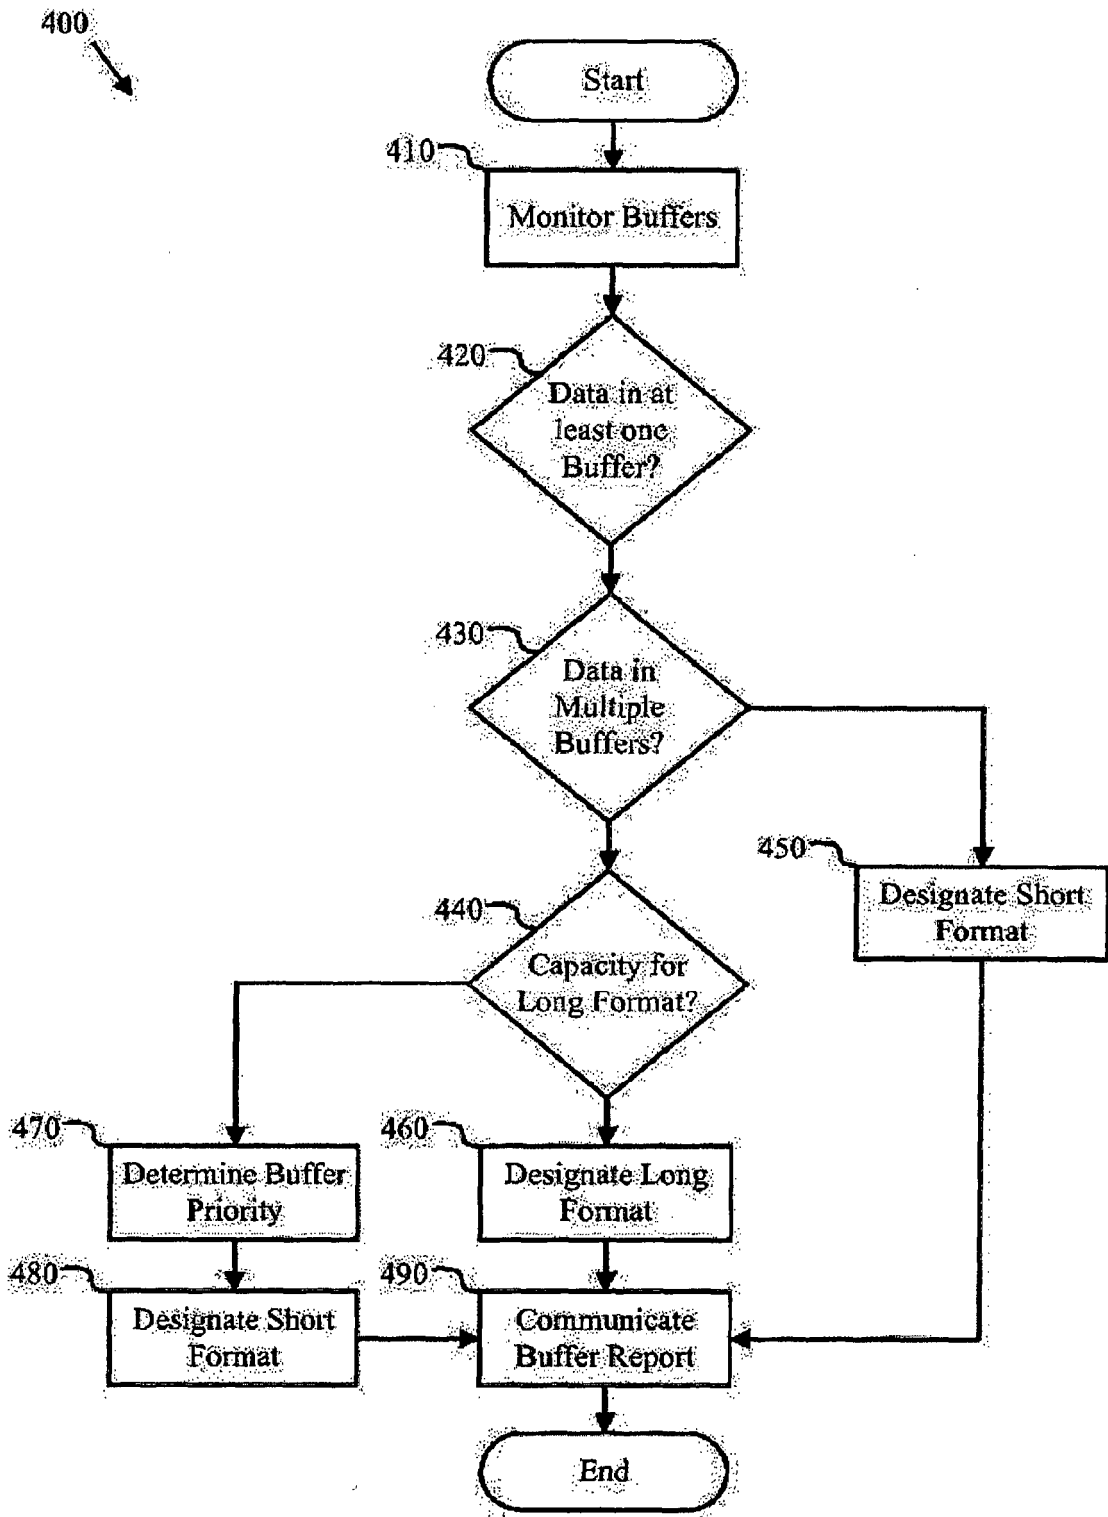 400
Start
410
Monitor Buffers
420
Data in at
least one
Buffer?
430
Data in
Multiple
Buffers?
450
Designate Short
Format
440
Capacity for
Long Format?
470
Determine Buffer
Priority
460
Designate Long
Format
480
Designate Short
Format
490
Communicate
Buffer Report
End